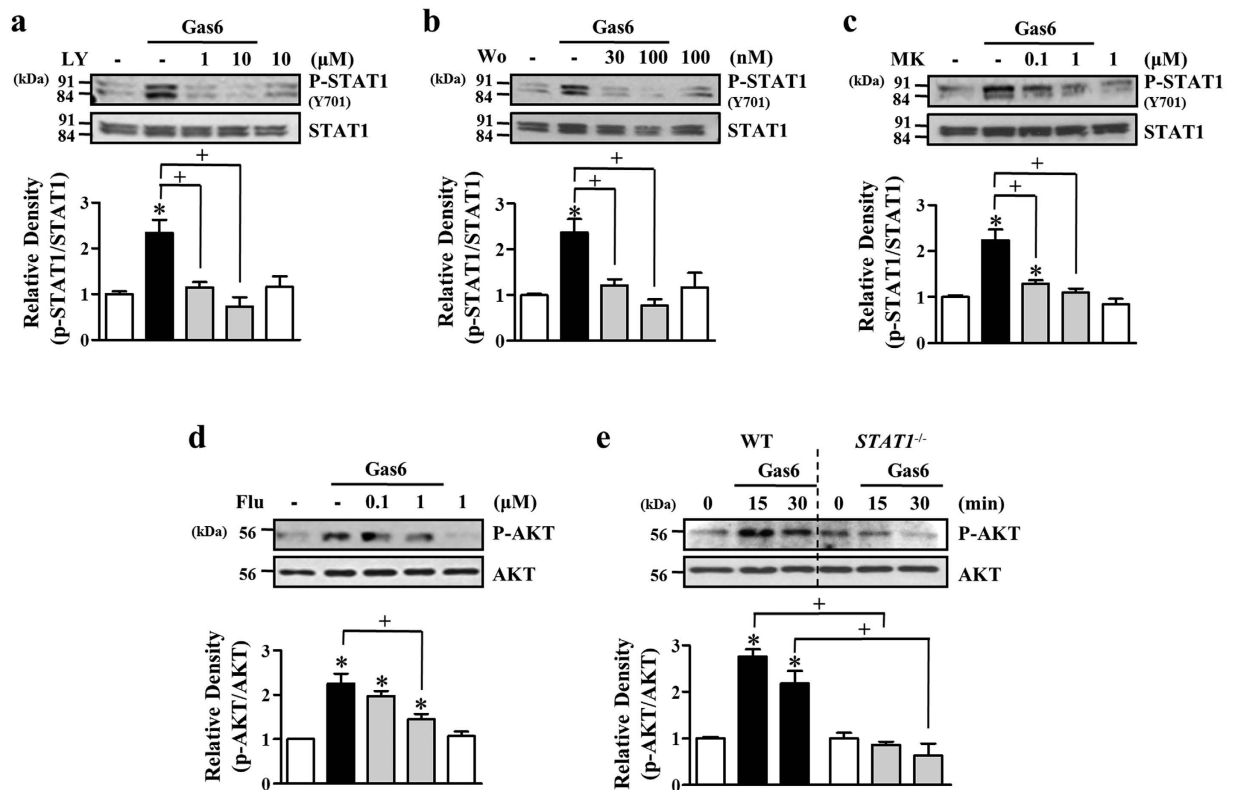 a
Gas6
LY - - 1 10 10 (μM)
(kDa)
91
84
P-STAT1
(Y701)
91
84
STAT1
Relative Density
(p-STAT1/STAT1)
3
2
1
0
*
+
+
b
Gas6
Wo - - 30 100 100 (nM)
(kDa)
91
84
P-STAT1
(Y701)
91
84
STAT1
Relative Density
(p-STAT1/STAT1)
3
2
1
0
*
+
+
c
Gas6
MK - - 0.1 1 1 (μM)
(kDa)
91
84
P-STAT1
(Y701)
91
84
STAT1
Relative Density
(p-STAT1/STAT1)
3
2
1
0
*
*
+
+
d
Gas6
Flu - - 0.1 1 1 (μM)
(kDa)
56
P-AKT
56
AKT
Relative Density
(p-AKT/AKT)
3
2
1
0
*
*
*
+
e
WT STAT1-/-
Gas6 Gas6
(kDa) 0 15 30 0 15 30 (min)
56
P-AKT
56
AKT
Relative Density
(p-AKT/AKT)
3
2
1
0
*
*
+
+